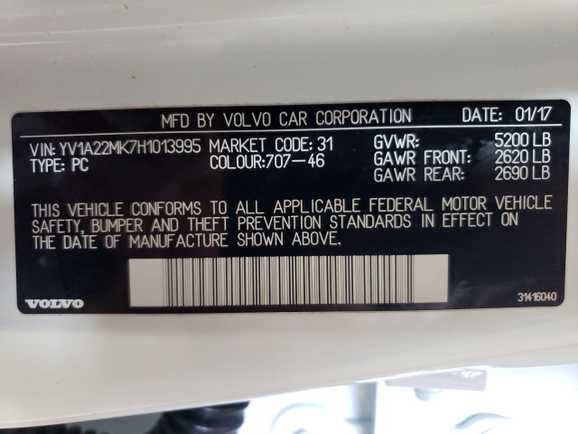 MFD BY VOLVO CAR CORPORATION DATE: 01/17
VIN: YV1A22MK7H1013995 MARKET CODE: 31 GVWR: 5200 LB
TYPE: PC COLOUR:707-46 GAWR FRONT: 2620 LB
GAWR REAR: 2690 LB
THIS VEHICLE CONFORMS TO ALL APPLICABLE FEDERAL MOTOR VEHICLE
SAFETY, BUMPER AND THEFT PREVENTION STANDARDS IN EFFECT ON
THE DATE OF MANUFACTURE SHOWN ABOVE.
VOLVO 31416040